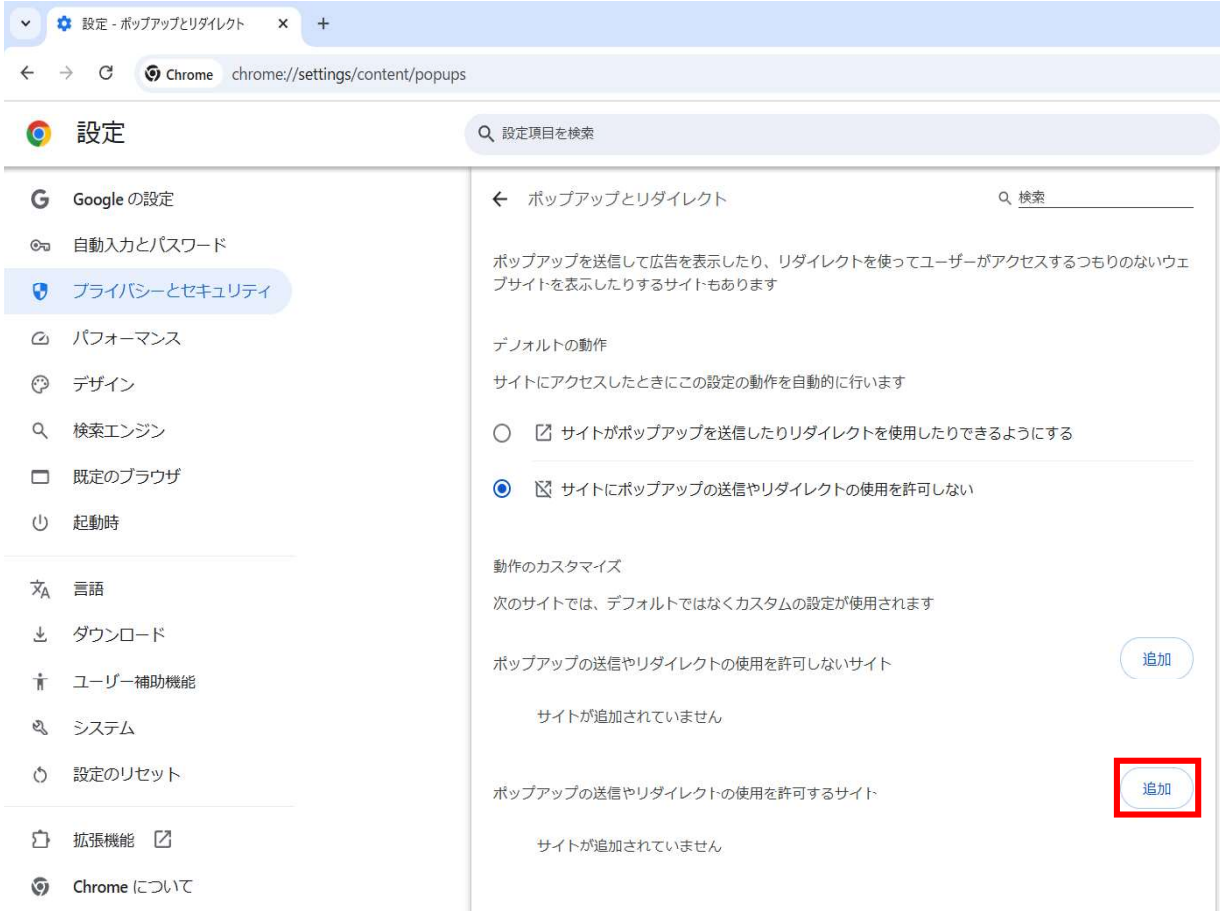 設定 - ポップアップとリダイレクト
Chrome chrome://settings/content/popups
設定
設定項目を検索
Google の設定
自動入力とパスワード
プライバシーとセキュリティ
パフォーマンス
デザイン
検索エンジン
既定のブラウザ
起動時
言語
ダウンロード
ユーザー補助機能
システム
設定のリセット
拡張機能
Chrome について
ポップアップとリダイレクト
検索
ポップアップを送信して広告を表示したり、リダイレクトを使ってユーザーがアクセスするつもりのないウェ
ブサイトを表示したりするサイトもあります
デフォルトの動作
サイトにアクセスしたときにこの設定の動作を自動的に行います
サイトがポップアップを送信したりリダイレクトを使用したりできるようにする
サイトにポップアップの送信やリダイレクトの使用を許可しない
動作のカスタマイズ
次のサイトでは、デフォルトではなくカスタムの設定が使用されます
ポップアップの送信やリダイレクトの使用を許可しないサイト
追加
サイトが追加されていません
ポップアップの送信やリダイレクトの使用を許可するサイト
追加
サイトが追加されていません